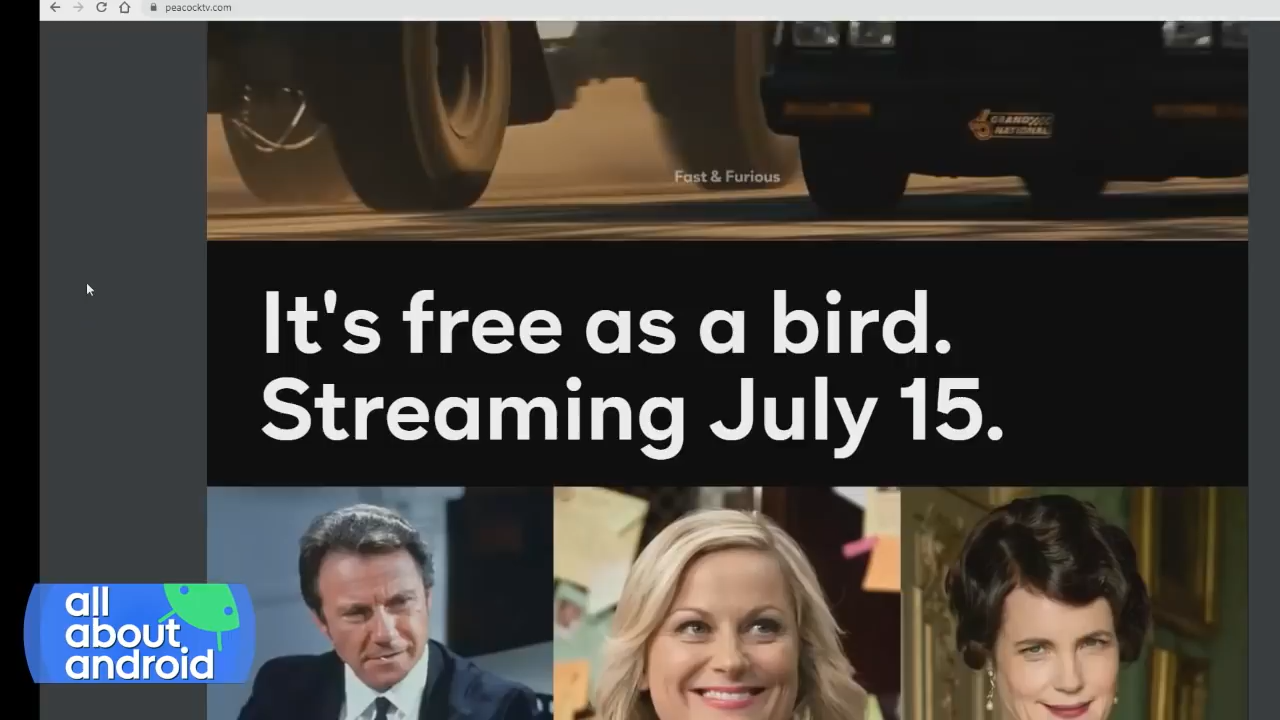 peacocktv.com
GRAND
NATIONAL
Fast & Furious
It's free as a bird.
Streaming July 15.
all
about
android